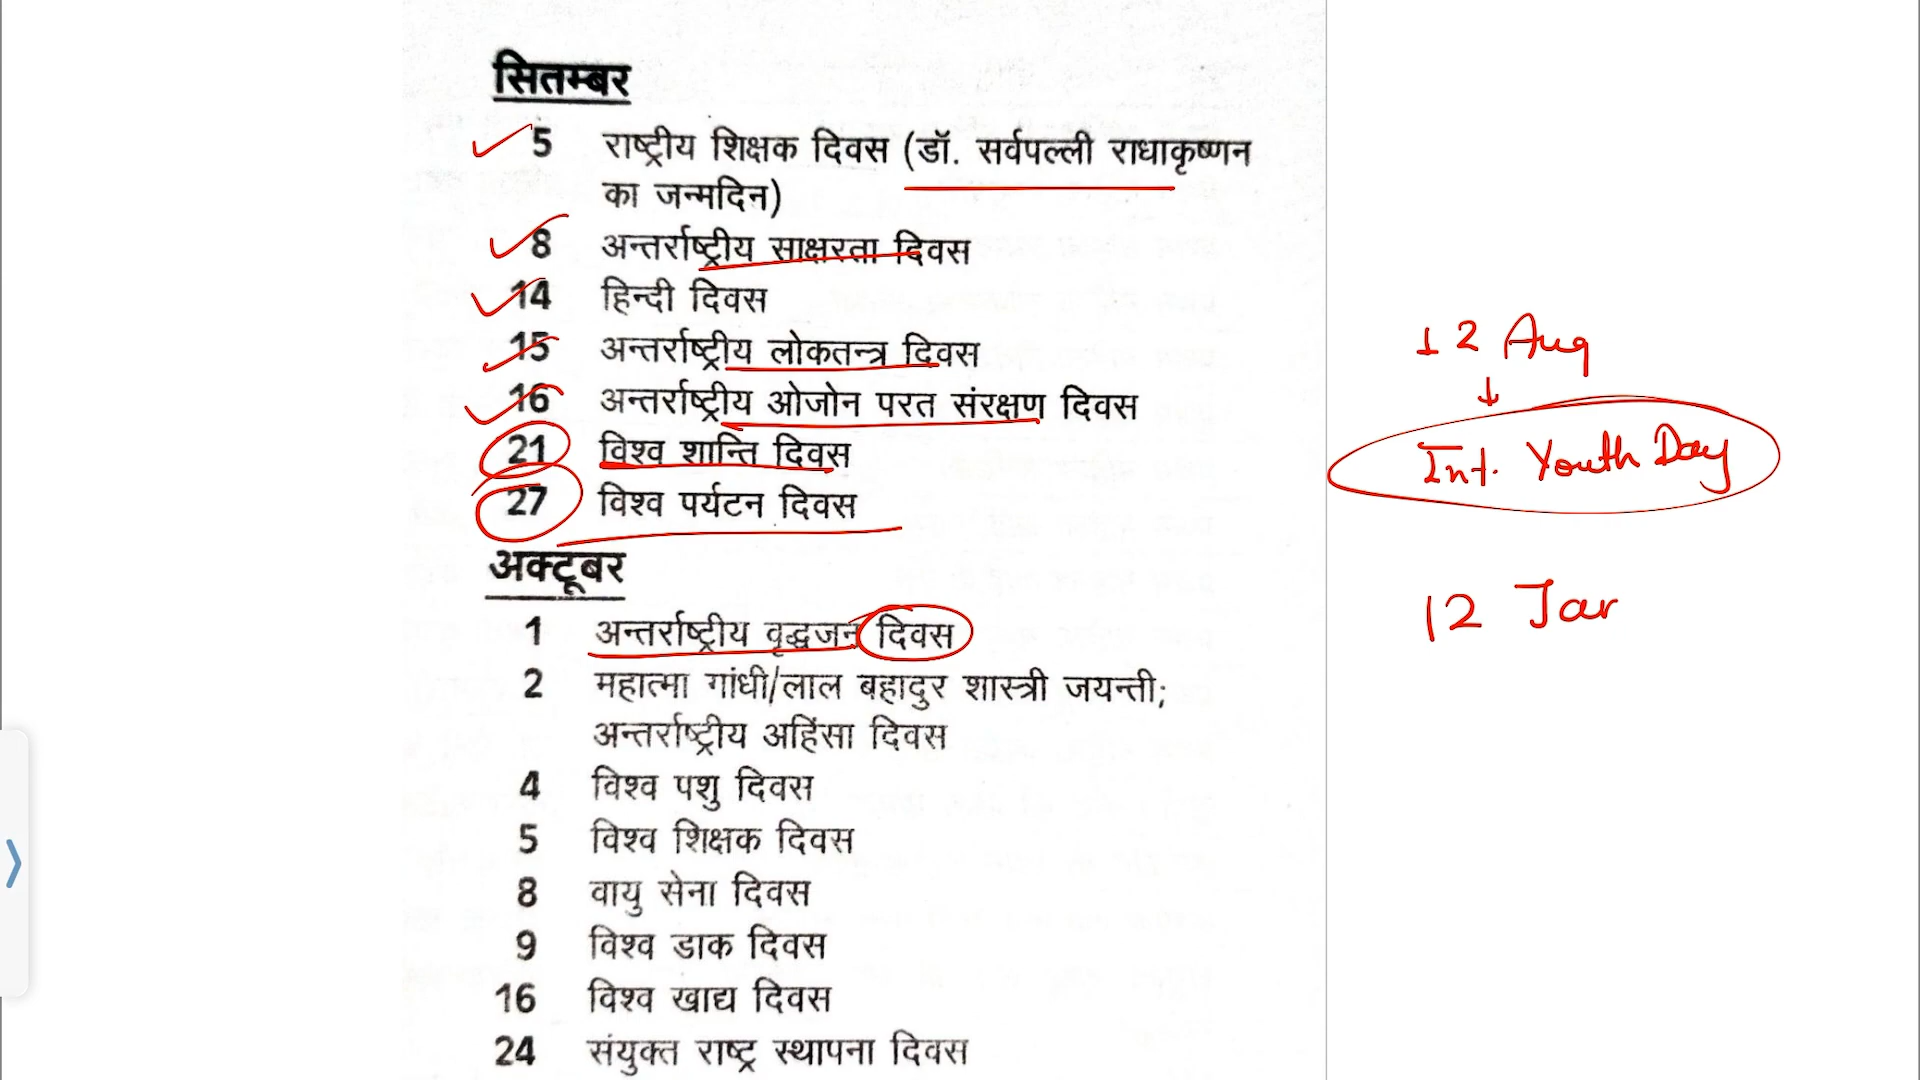 सितम्बर
5 राष्ट्रीय शिक्षक दिवस (डॉ. सर्वपल्ली राधाकृष्णन
का जन्मदिन)
8 अन्तर्राष्ट्रीय साक्षरता दिवस
14 हिन्दी दिवस
15 अन्तर्राष्ट्रीय लोकतन्त्र दिवस
16 अन्तर्राष्ट्रीय ओजोन परत संरक्षण दिवस
21 विश्व शान्ति दिवस
27 विश्व पर्यटन दिवस
अक्टूबर
1 अन्तर्राष्ट्रीय वृद्धजन दिवस
2 महात्मा गांधी/लाल बहादुर शास्त्री जयन्ती;
अन्तर्राष्ट्रीय अहिंसा दिवस
4 विश्व पशु दिवस
5 विश्व शिक्षक दिवस
8 वायु सेना दिवस
9 विश्व डाक दिवस
16 विश्व खाद्य दिवस
24 संयुक्त राष्ट्र स्थापना दिवस
12 Aug
Int. Youth Day
12 Jan